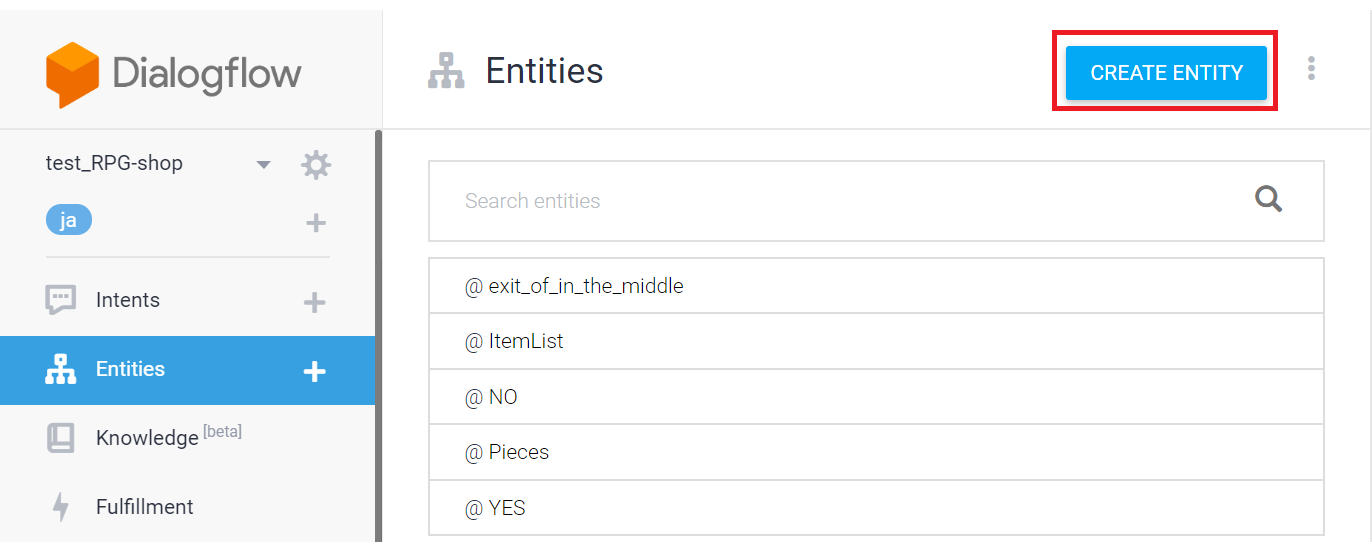 Dialogflow
test_RPG-shop
ja
Intents
Entities
Knowledge [beta]
Fulfillment
Entities
CREATE ENTITY
Search entities
@ exit_of_in_the_middle
@ ItemList
@ NO
@ Pieces
@ YES